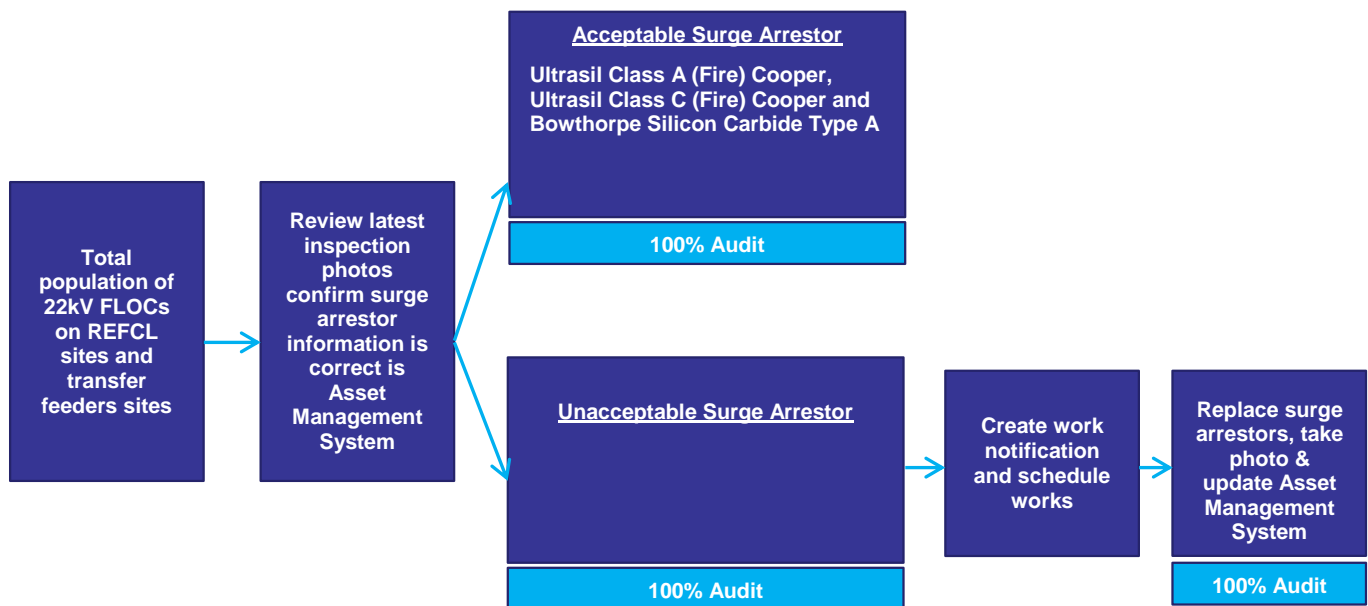 Total
population of
22kV FLOCs
on REFCL
sites and
transfer
feeders sites
Review latest
inspection
photos
confirm surge
arrestor
information is
correct is
Asset
Management
System
Acceptable Surge Arrestor
Ultrasil Class A (Fire) Cooper,
Ultrasil Class C (Fire) Cooper and
Bowthorpe Silicon Carbide Type A
100% Audit
Unacceptable Surge Arrestor
100% Audit
Create work
notification
and schedule
works
Replace surge
arrestors, take
photo &
update Asset
Management
System
100% Audit